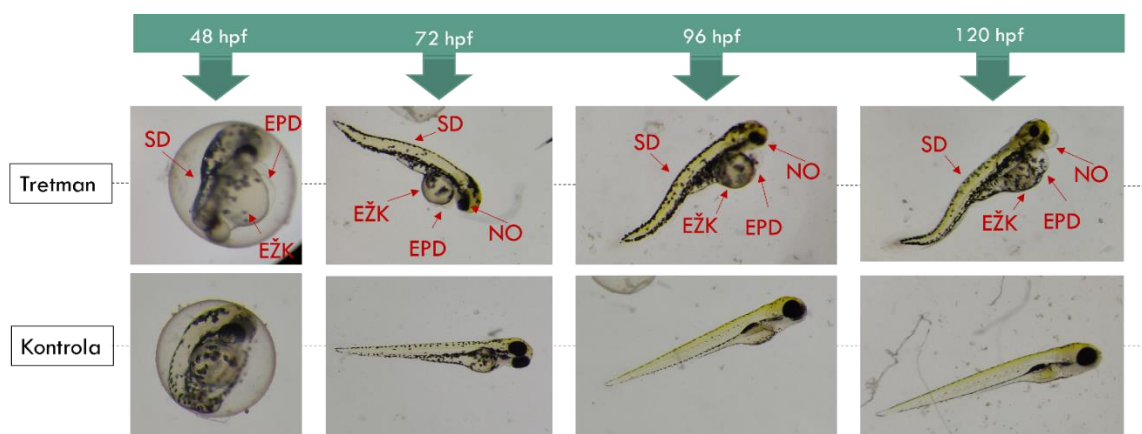 48 hpf 72 hpf 96 hpf 120 hpf
Tretman
SD EPD EŽK
SD EŽK EPD NO
SD EŽK EPD NO
SD EŽK EPD NO
Kontrola